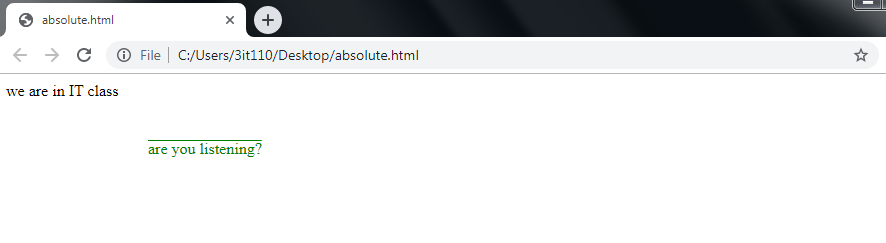 absolute.html
File | C:/Users/3it110/Desktop/absolute.html
we are in IT class
are you listening?